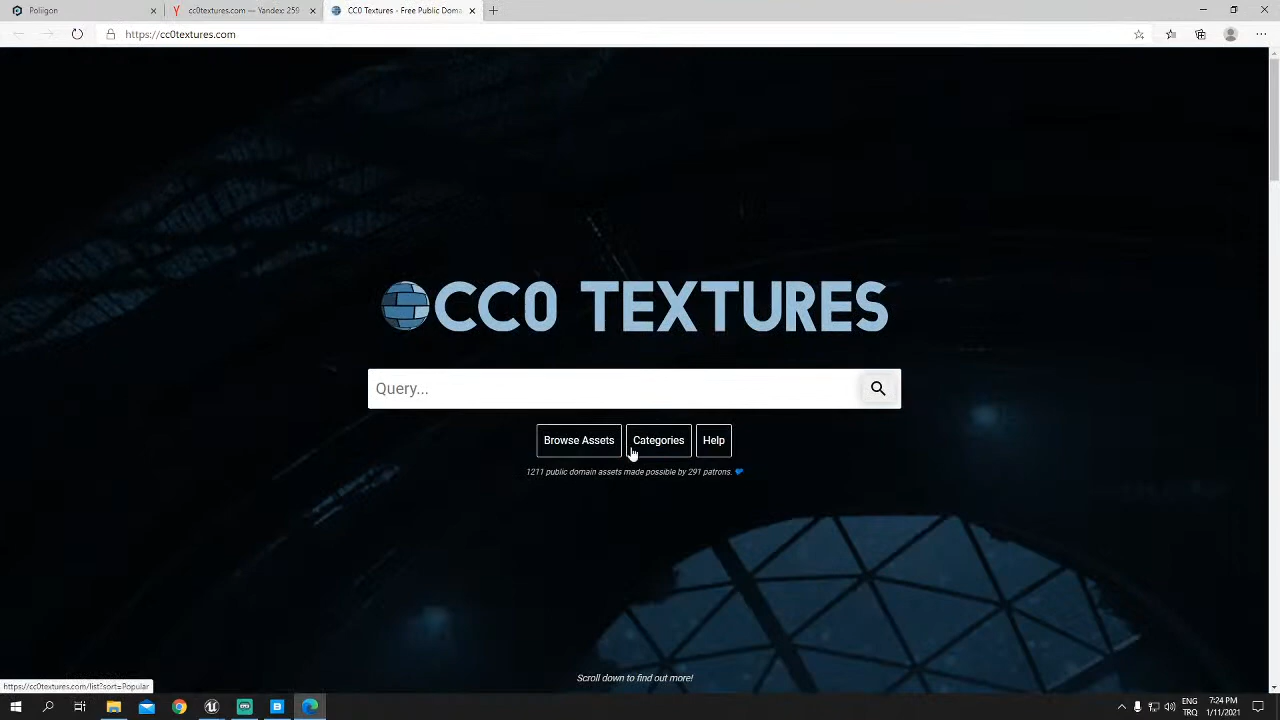 Poliigon
cc0textures.com — Yandex: 259
CC0 Textures - Free Public Doma
https://cc0textures.com
CC0 TEXTURES
Query...
Browse Assets
Categories
Help
1211 public domain assets made possible by 291 patrons.
Scroll down to find out more!
https://cc0textures.com/list?sort=Popular
ENG
TRQ
7:24 PM
1/11/2021